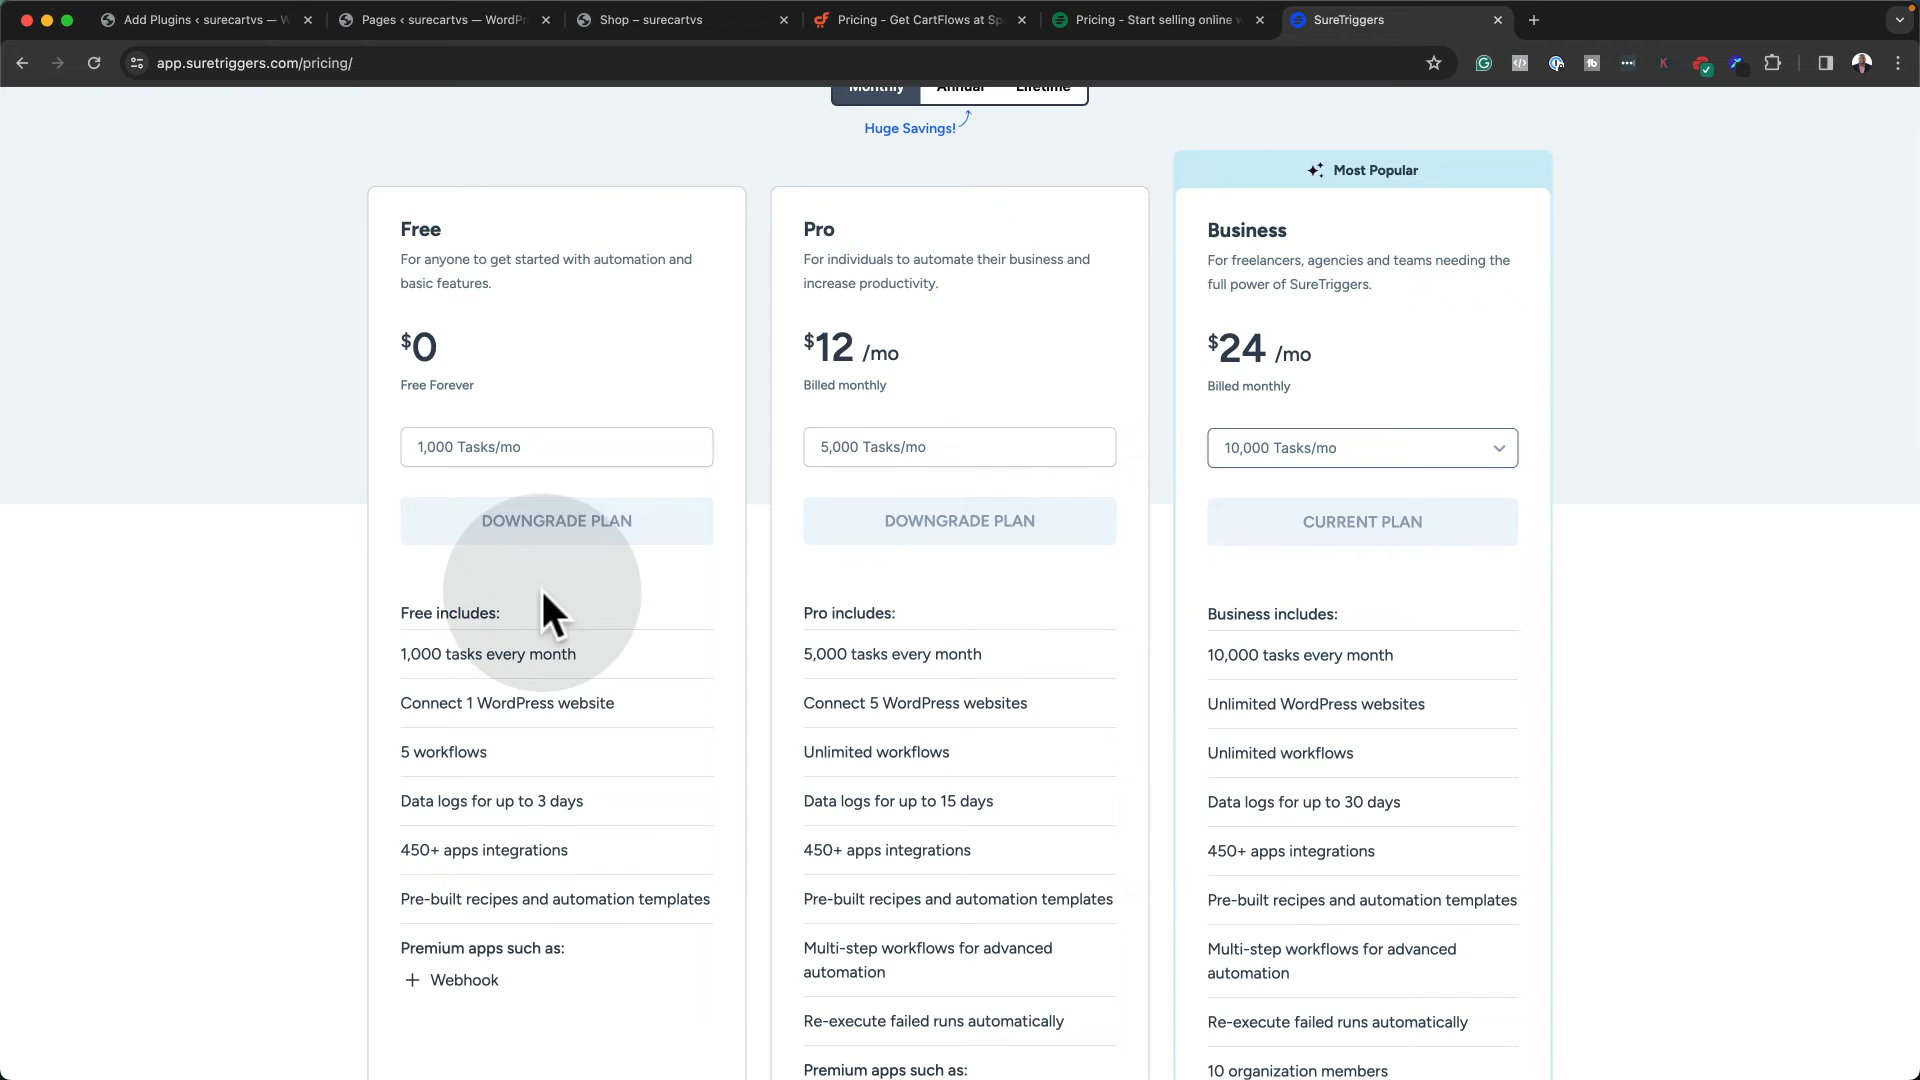 Add Plugins ‹ surecartvs — W
Pages ‹ surecartvs — WordPr
Shop – surecartvs
Pricing - Get CartFlows at Sp
Pricing - Start selling online w
SureTriggers
app.suretriggers.com/pricing/
Monthly
Annual
Lifetime
Huge Savings!
Most Popular
Free
For anyone to get started with automation and
basic features.
$0
Free Forever
1,000 Tasks/mo
DOWNGRADE PLAN
Free includes:
1,000 tasks every month
Connect 1 WordPress website
5 workflows
Data logs for up to 3 days
450+ apps integrations
Pre-built recipes and automation templates
Premium apps such as:
+ Webhook
Pro
For individuals to automate their business and
increase productivity.
$12 /mo
Billed monthly
5,000 Tasks/mo
DOWNGRADE PLAN
Pro includes:
5,000 tasks every month
Connect 5 WordPress websites
Unlimited workflows
Data logs for up to 15 days
450+ apps integrations
Pre-built recipes and automation templates
Multi-step workflows for advanced
automation
Re-execute failed runs automatically
Premium apps such as:
Business
For freelancers, agencies and teams needing the
full power of SureTriggers.
$24 /mo
Billed monthly
10,000 Tasks/mo
CURRENT PLAN
Business includes:
10,000 tasks every month
Unlimited WordPress websites
Unlimited workflows
Data logs for up to 30 days
450+ apps integrations
Pre-built recipes and automation templates
Multi-step workflows for advanced
automation
Re-execute failed runs automatically
10 organization members